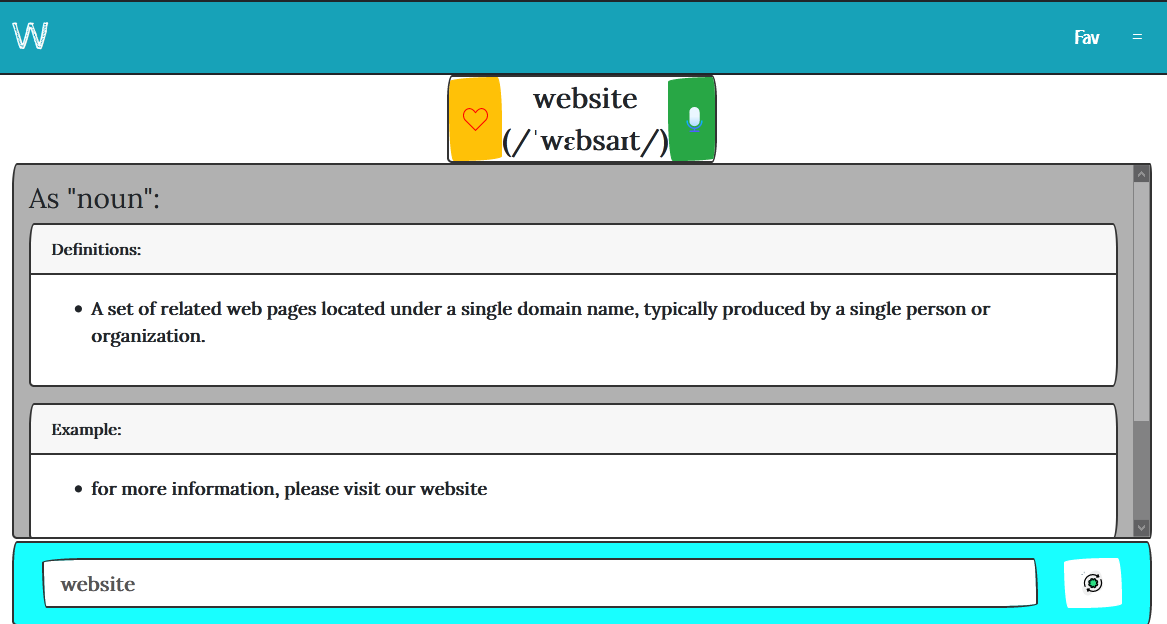 W
Fav =
website
(/ˈwɛbsaɪt/)
As "noun":
Definitions:
• A set of related web pages located under a single domain name, typically produced by a single person or
organization.
Example:
• for more information, please visit our website
website